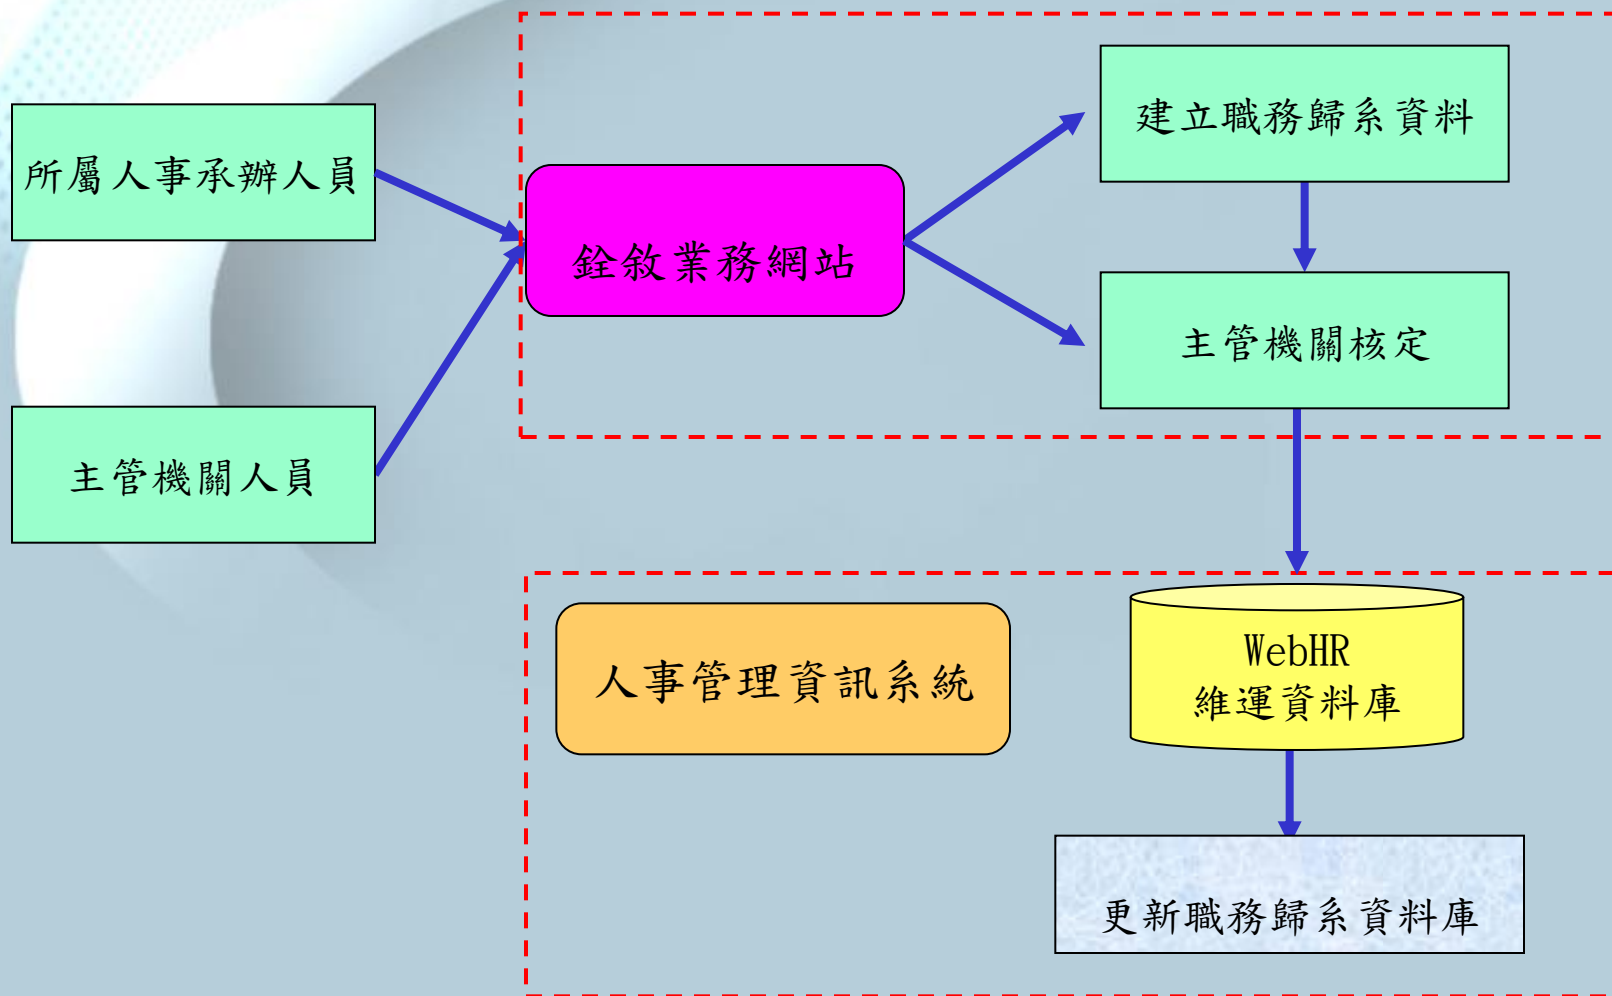 建立職務歸系資料
所屬人事承辦人員
銓敘業務網站
主管機關核定
主管機關人員
人事管理資訊系統
WebHR
維運資料庫
更新職務歸系資料庫